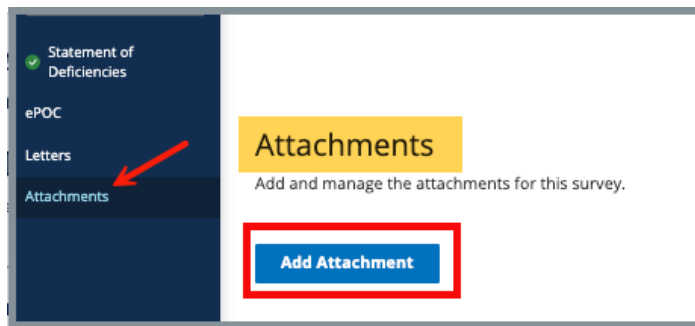 Statement of
Deficiencies
ePOC
Letters
Attachments
Attachments
Add and manage the attachments for this survey.
Add Attachment